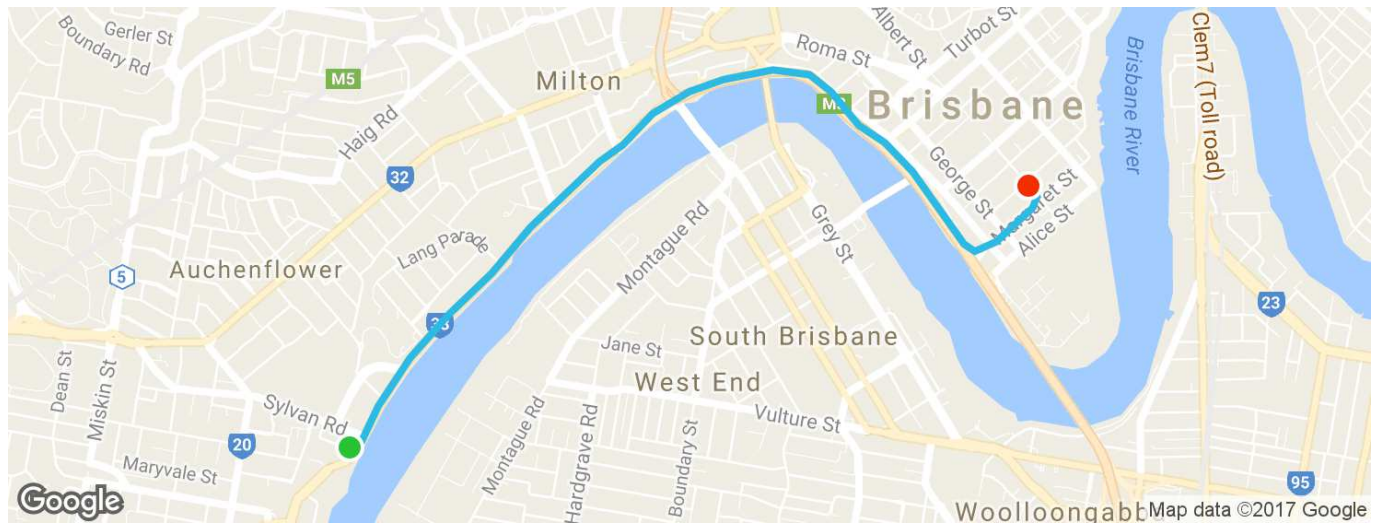 Gerler St
Boundary Rd
M5
Milton
Haig Rd
32
Roma St
Albert St
Turbot St
M3
Brisbane
Brisbane River
Clem7 (Toll road)
George St
Margaret St
Alice St
Lang Parade
Auchenflower
5
Montague Rd
Grey St
33
23
South Brisbane
Jane St
West End
Dean St
Miskin St
Sylvan Rd
20
Maryvale St
Montague Rd
Hardgrave Rd
Boundary St
Vulture St
95
Woolloongabb
Google
Map data ©2017 Google